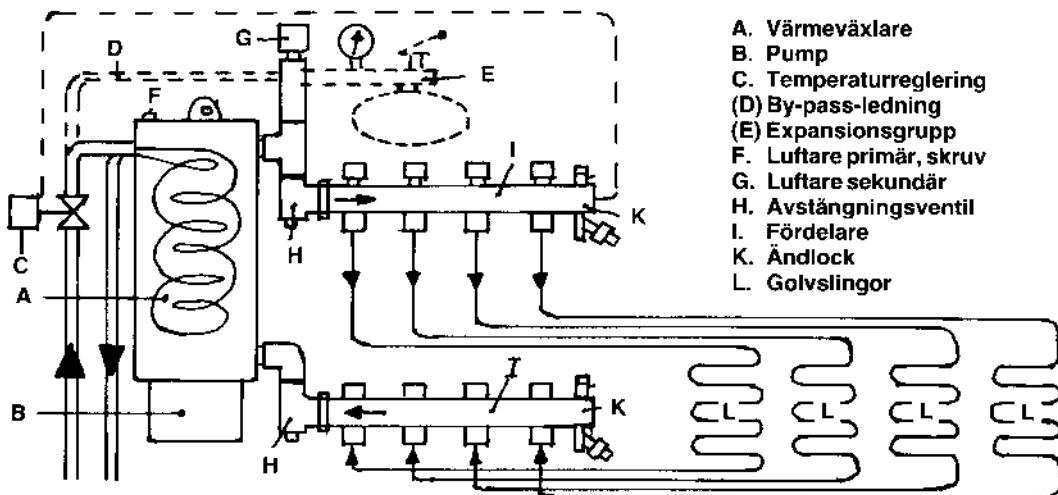 A. Värmeväxlare
B. Pump
C. Temperaturreglering
(D) By-pass-ledning
(E) Expansionsgrupp
F. Luftare primär, skruv
G. Luftare sekundär
H. Avstängningsventil
I. Fördelare
K. Ändlock
L. Golvslingor
G
D
E
F
I
K
H
C
A
I
L L L L
B
K
H